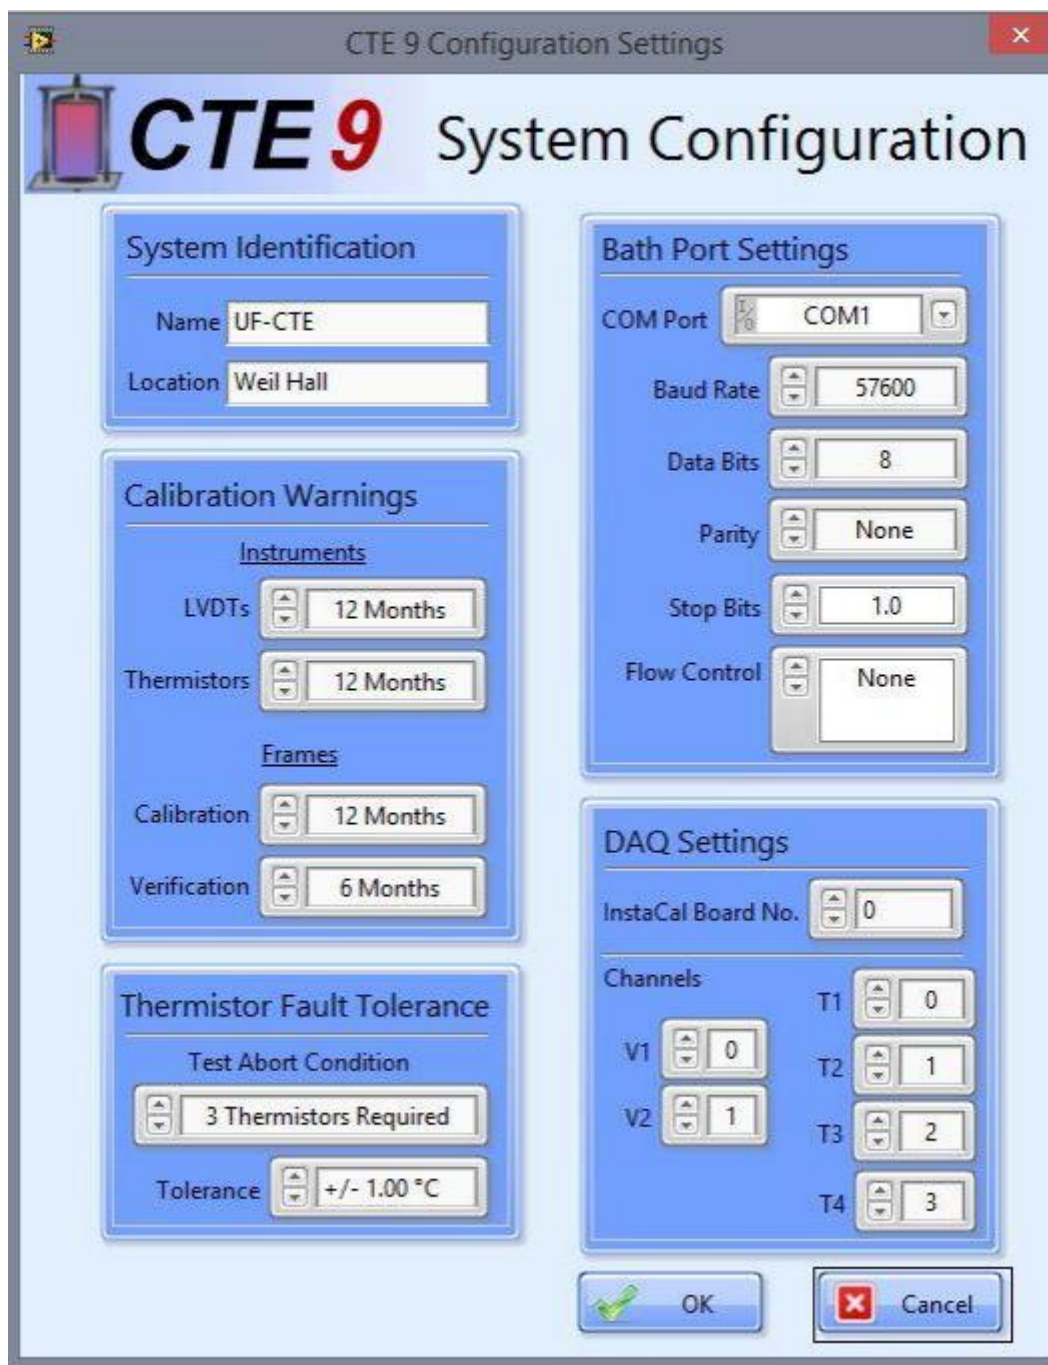 CTE 9 Configuration Settings
CTE 9 System Configuration
System Identification
Name UF-CTE
Location Weil Hall
Calibration Warnings
Instruments
LVDTs 12 Months
Thermistors 12 Months
Frames
Calibration 12 Months
Verification 6 Months
Thermistor Fault Tolerance
Test Abort Condition
3 Thermistors Required
Tolerance +/- 1.00 °C
Bath Port Settings
COM Port I/O COM1
Baud Rate 57600
Data Bits 8
Parity None
Stop Bits 1.0
Flow Control None
DAQ Settings
InstaCal Board No. 0
Channels
V1 0
V2 1
T1 0
T2 1
T3 2
T4 3
OK
Cancel